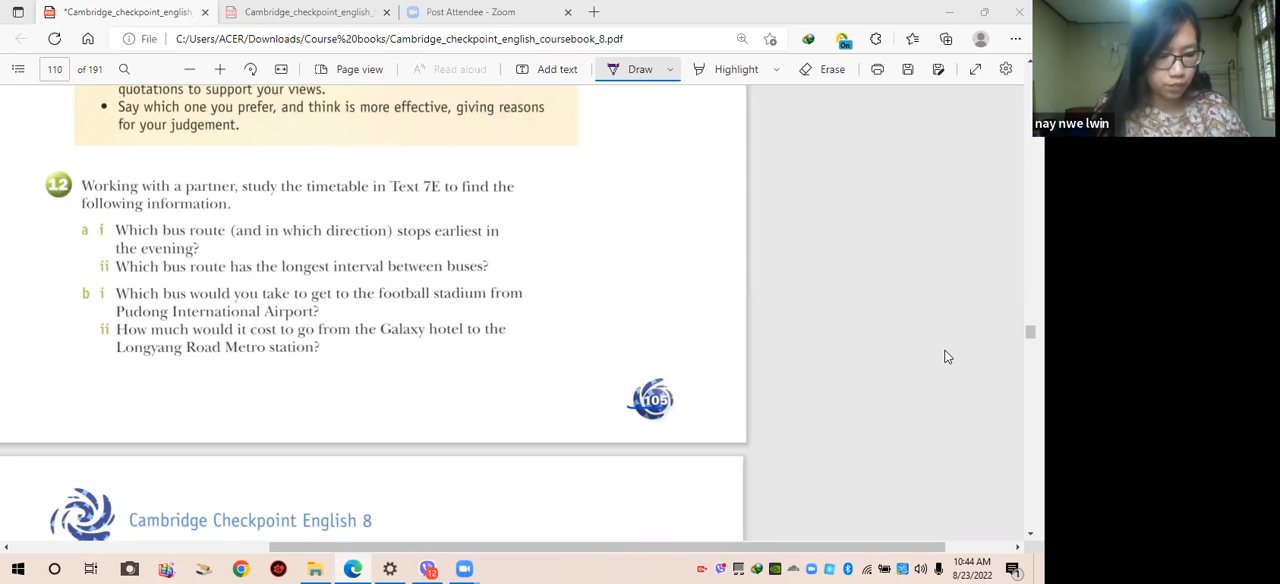 *Cambridge_checkpoint_english
Cambridge_checkpoint_english_
Post Attendee - Zoom
File
C:/Users/ACER/Downloads/Course%20books/Cambridge_checkpoint_english_coursebook_8.pdf
On
110 of 191
Page view
Read aloud
Add text
Draw
Highlight
Erase
nay nwe lwin
quotations to support your views.
• Say which one you prefer, and think is more effective, giving reasons
for your judgement.
12 Working with a partner, study the timetable in Text 7E to find the
following information.
a i Which bus route (and in which direction) stops earliest in
the evening?
ii Which bus route has the longest interval between buses?
b i Which bus would you take to get to the football stadium from
Pudong International Airport?
ii How much would it cost to go from the Galaxy hotel to the
Longyang Road Metro station?
105
Cambridge Checkpoint English 8
12
10:44 AM
8/23/2022
1